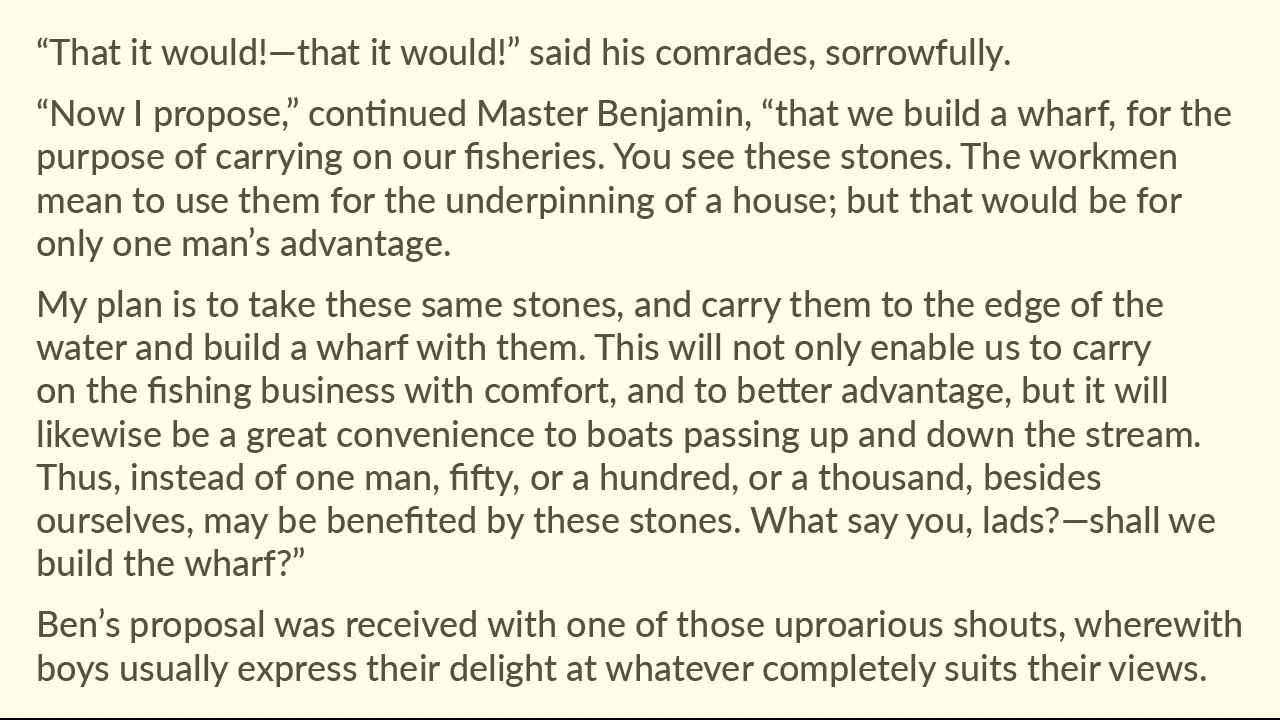 “That it would!—that it would!” said his comrades, sorrowfully.
“Now I propose,” continued Master Benjamin, “that we build a wharf, for the
purpose of carrying on our fisheries. You see these stones. The workmen
mean to use them for the underpinning of a house; but that would be for
only one man’s advantage.
My plan is to take these same stones, and carry them to the edge of the
water and build a wharf with them. This will not only enable us to carry
on the fishing business with comfort, and to better advantage, but it will
likewise be a great convenience to boats passing up and down the stream.
Thus, instead of one man, fifty, or a hundred, or a thousand, besides
ourselves, may be benefited by these stones. What say you, lads?—shall we
build the wharf?”
Ben’s proposal was received with one of those uproarious shouts, wherewith
boys usually express their delight at whatever completely suits their views.